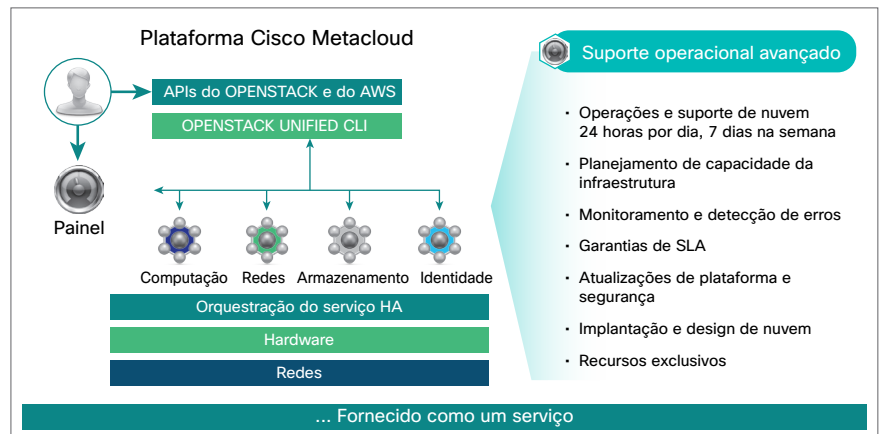 Plataforma Cisco Metacloud
APIs do OPENSTACK e do AWS
OPENSTACK UNIFIED CLI
Painel
Computação
Redes
Armazenamento
Identidade
Orquestração do serviço HA
Hardware
Redes
Suporte operacional avançado
• Operações e suporte de nuvem
24 horas por dia, 7 dias na semana
• Planejamento de capacidade da
infraestrutura
• Monitoramento e detecção de erros
• Garantias de SLA
• Atualizações de plataforma e
segurança
• Implantação e design de nuvem
• Recursos exclusivos
... Fornecido como um serviço